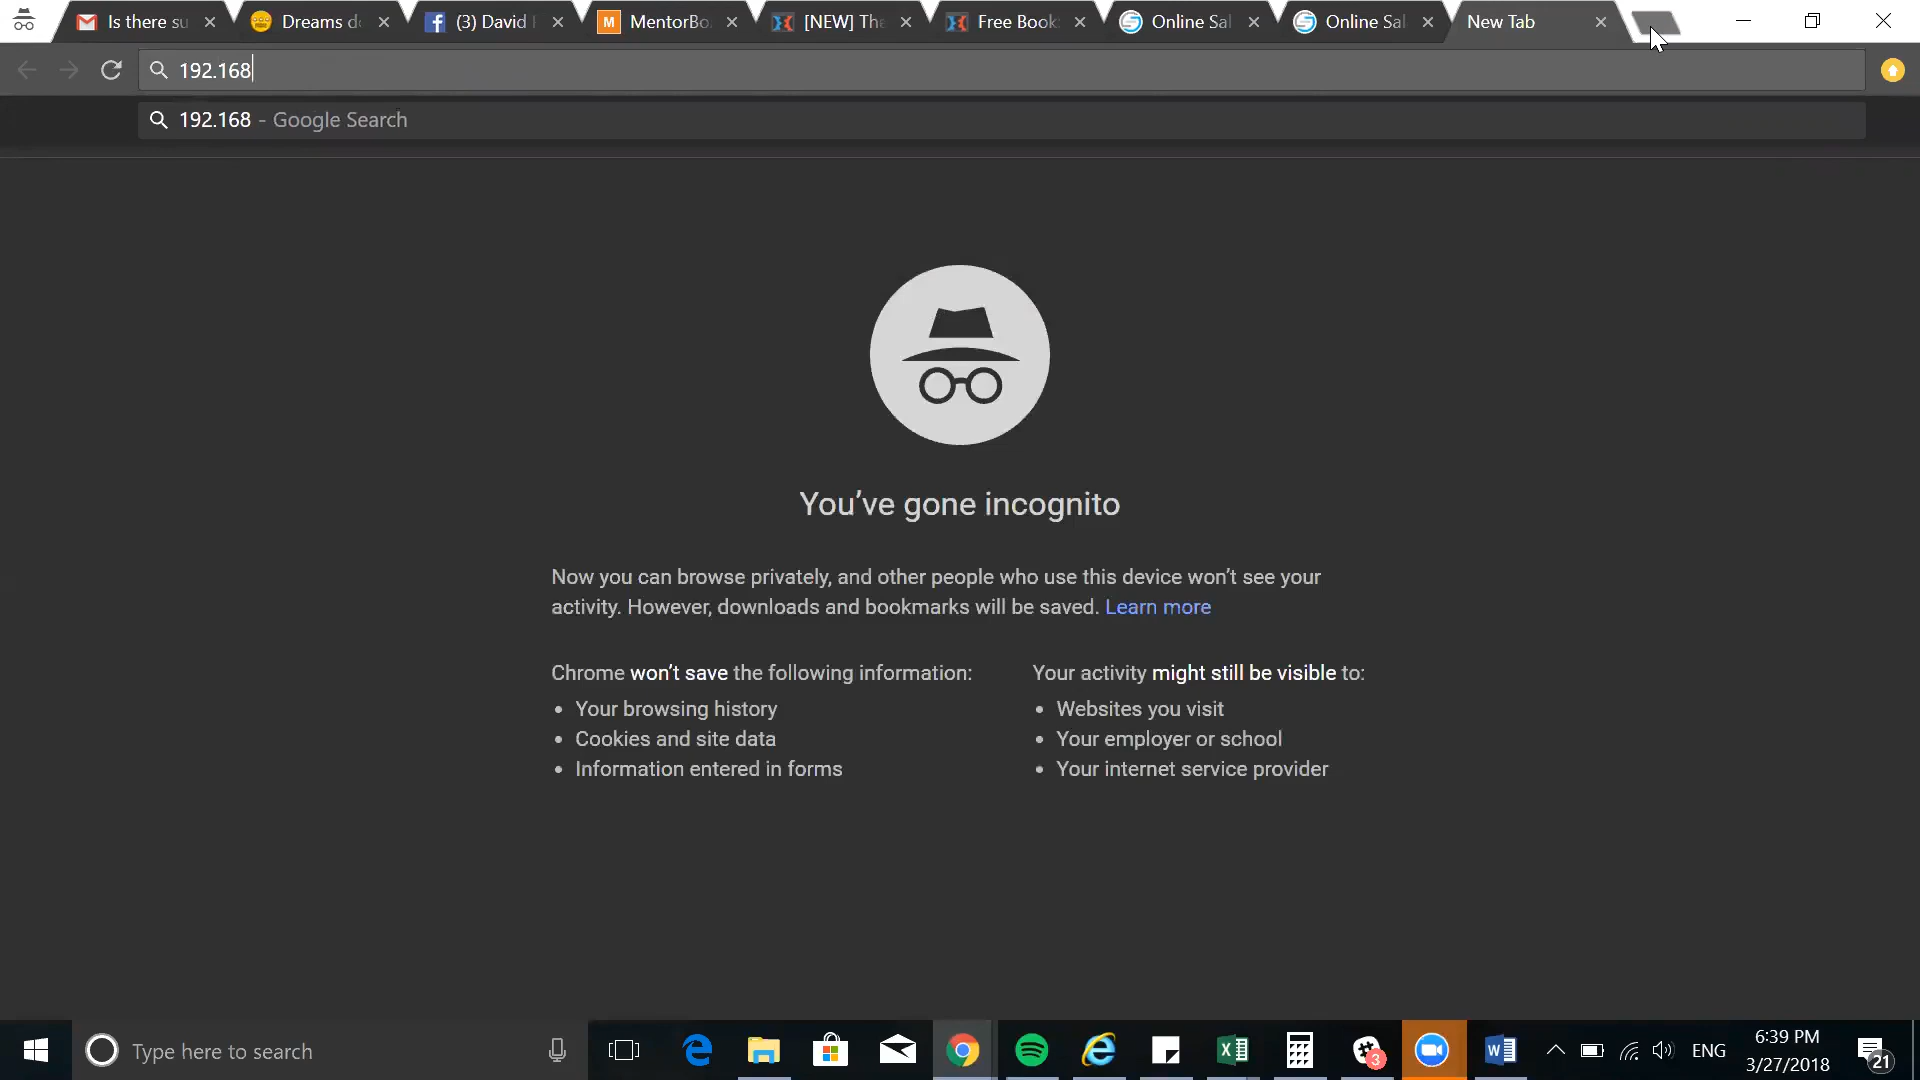 Is there su
Dreams d
(3) David
MentorBo
[NEW] The
Free Book
Online Sal
Online Sal
New Tab
192.168
192.168 - Google Search
You've gone incognito
Now you can browse privately, and other people who use this device won't see your
activity. However, downloads and bookmarks will be saved. Learn more
Chrome won't save the following information:
• Your browsing history
• Cookies and site data
• Information entered in forms
Your activity might still be visible to:
• Websites you visit
• Your employer or school
• Your internet service provider
Type here to search
3
ENG
6:39 PM
3/27/2018
21